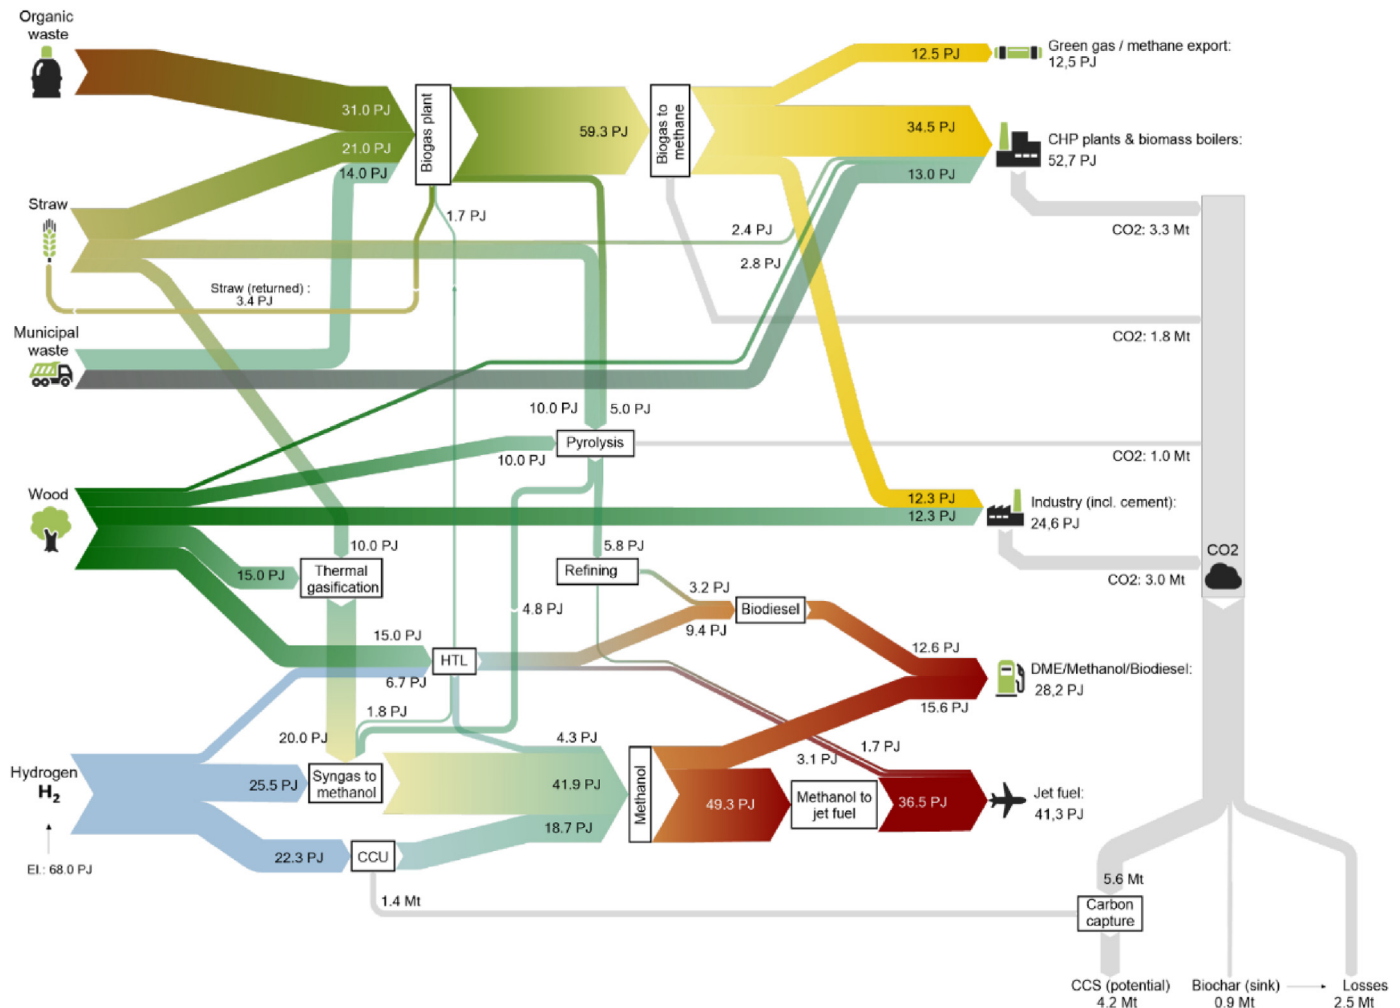 Organic
waste
31.0 PJ
21.0 PJ
14.0 PJ
Biogas plant
59.3 PJ
Biogas to
methane
12.5 PJ
Green gas / methane export:
12,5 PJ
34.5 PJ
CHP plants & biomass boilers:
52,7 PJ
13.0 PJ
Straw
1.7 PJ
2.4 PJ
2.8 PJ
CO2: 3.3 Mt
Straw (returned) :
3.4 PJ
Municipal
waste
CO2: 1.8 Mt
10.0 PJ
5.0 PJ
Pyrolysis
10.0 PJ
CO2: 1.0 Mt
Wood
12.3 PJ
12.3 PJ
Industry (incl. cement):
24,6 PJ
10.0 PJ
5.8 PJ
CO2
15.0 PJ
Thermal
gasification
Refining
CO2: 3.0 Mt
3.2 PJ
4.8 PJ
Biodiesel
9.4 PJ
15.0 PJ
HTL
6.7 PJ
12.6 PJ
DME/Methanol/Biodiesel:
28,2 PJ
15.6 PJ
1.8 PJ
20.0 PJ
4.3 PJ
1.7 PJ
3.1 PJ
Hydrogen
H2
25.5 PJ
Syngas to
methanol
41.9 PJ
Methanol
49.3 PJ
Methanol to
jet fuel
36.5 PJ
Jet fuel:
41,3 PJ
18.7 PJ
22.3 PJ
CCU
El.: 68.0 PJ
1.4 Mt
5.6 Mt
Carbon
capture
CCS (potential)
4.2 Mt
Biochar (sink)
0.9 Mt
Losses
2.5 Mt